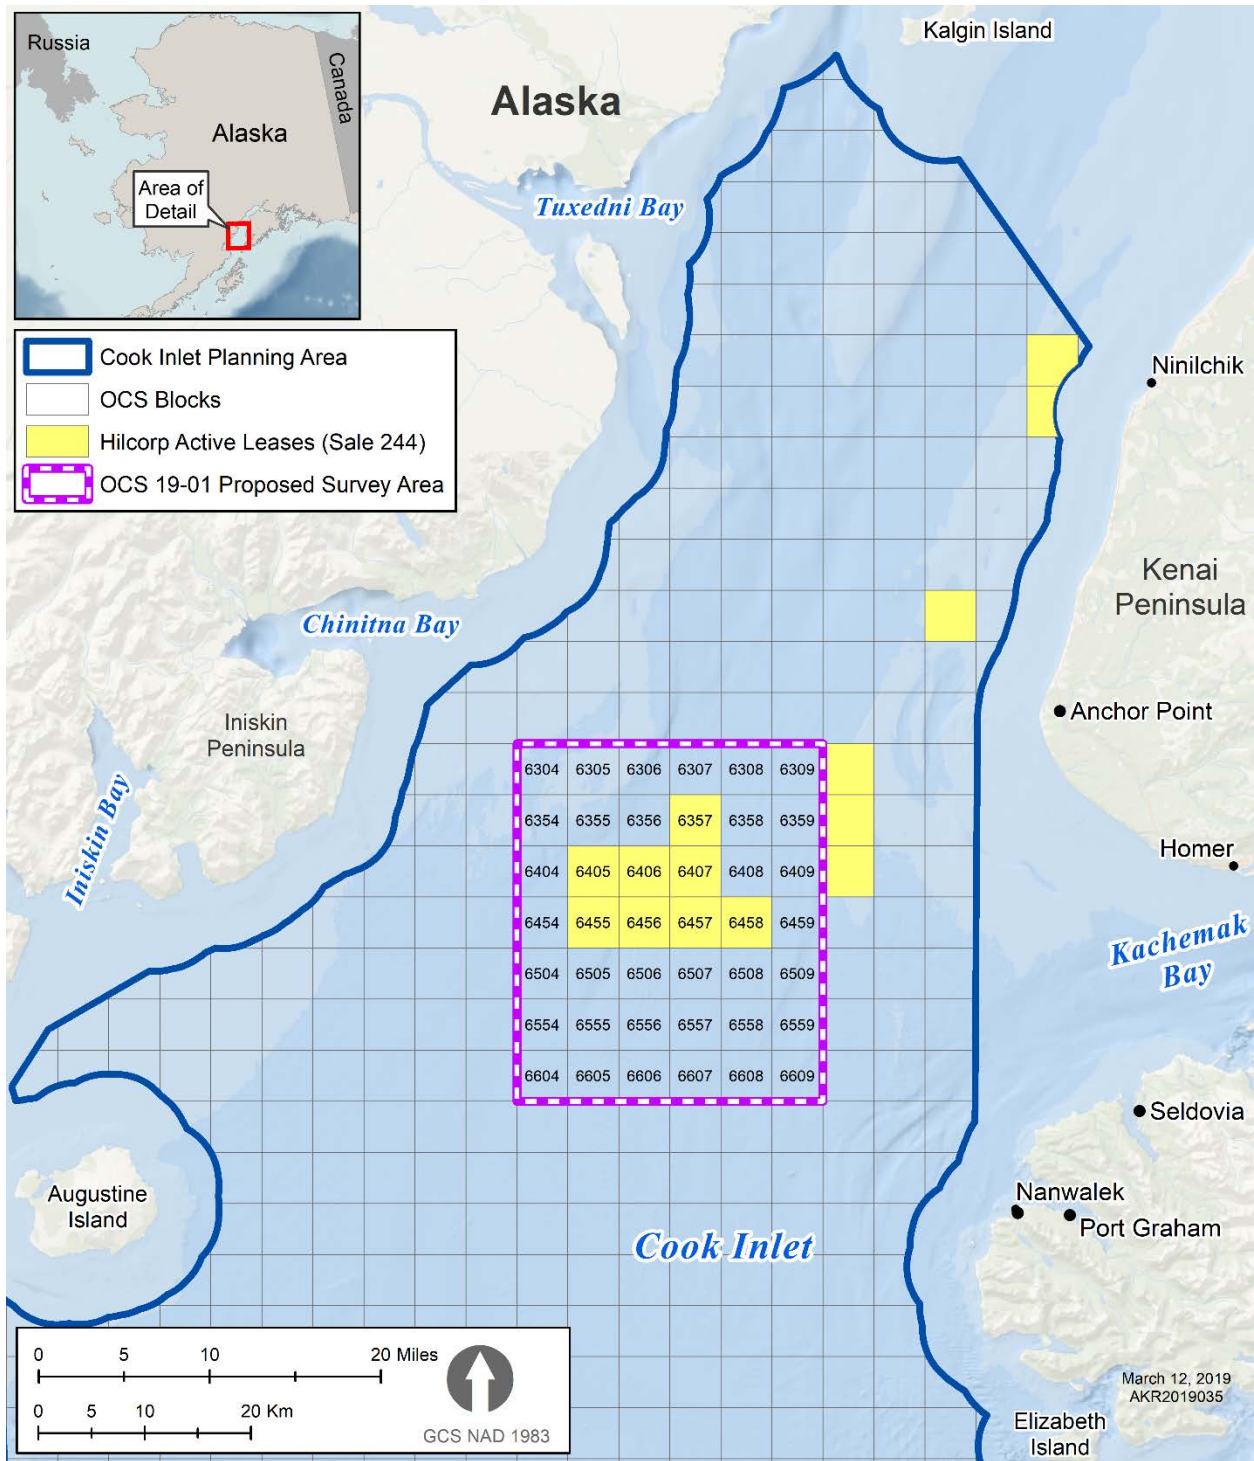 Russia
Canada
Alaska
Area of
Detail
Cook Inlet Planning Area
OCS Blocks
Hilcorp Active Leases (Sale 244)
OCS 19-01 Proposed Survey Area
Kalgin Island
Alaska
Tuxedni Bay
Ninilchik
Kenai
Peninsula
Chinitna Bay
Anchor Point
Iniskin
Peninsula
Iniskin Bay
6304 6305 6306 6307 6308 6309
6354 6355 6356 6357 6358 6359
6404 6405 6406 6407 6408 6409
6454 6455 6456 6457 6458 6459
6504 6505 6506 6507 6508 6509
6554 6555 6556 6557 6558 6559
6604 6605 6606 6607 6608 6609
Homer
Kachemak
Bay
Seldovia
Augustine
Island
Nanwalek
Port Graham
Cook Inlet
0 5 10 20 Miles
0 5 10 20 Km
GCS NAD 1983
March 12, 2019
AKR2019035
Elizabeth
Island